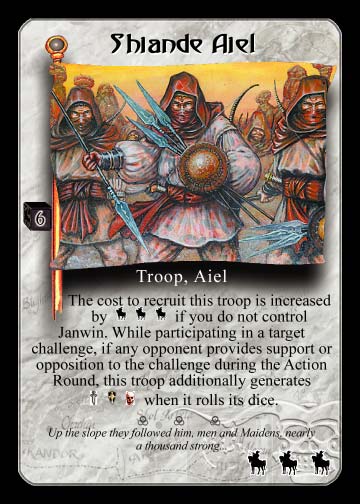 Shiande Aiel
6
Troop, Aiel
The cost to recruit this troop is increased
by if you do not control
Janwin. While participating in a target
challenge, if any opponent provides support or
opposition to the challenge during the Action
Round, this troop additionally generates
when it rolls its dice.
Up the slope they followed him, men and Maidens, nearly
a thousand strong...
KANDOR